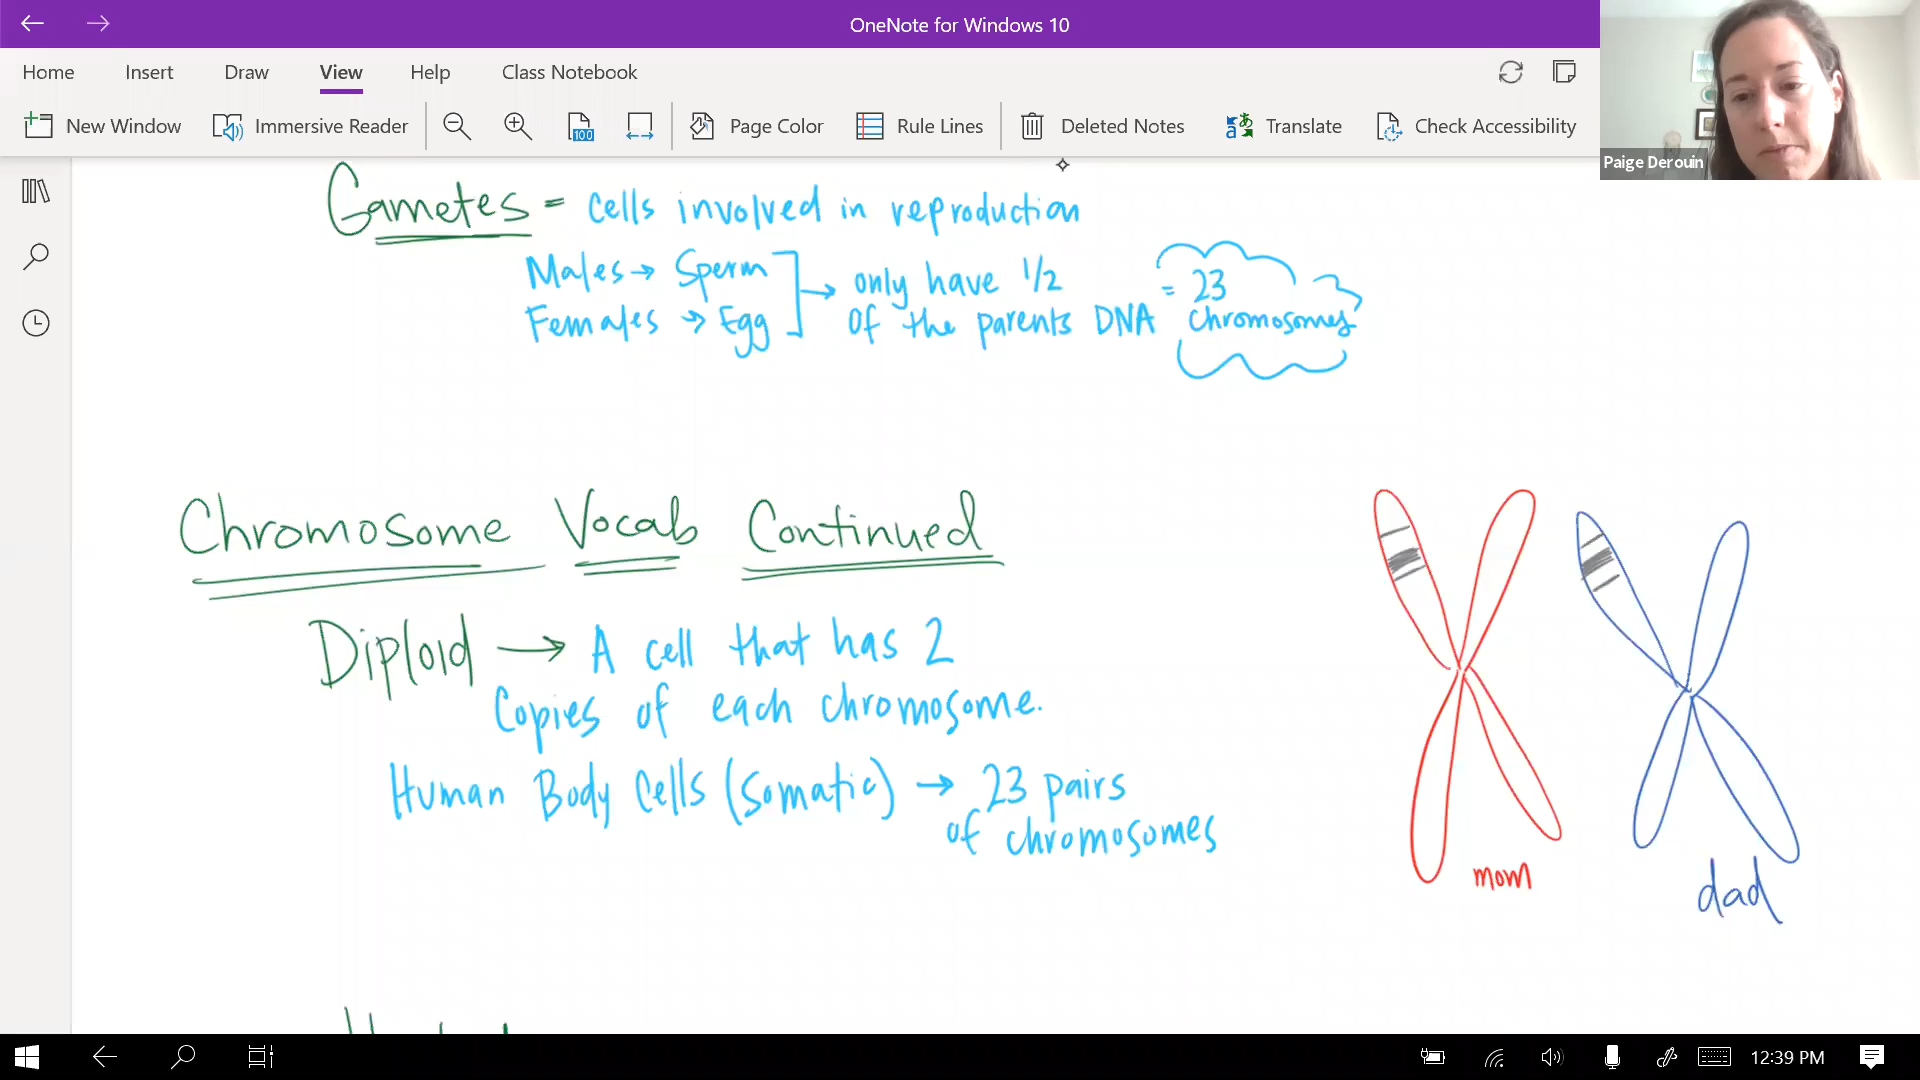 OneNote for Windows 10
Home Insert Draw View Help Class Notebook
New Window Immersive Reader 100 Page Color Rule Lines Deleted Notes Translate Check Accessibility
Paige Derouin
Gametes = cells involved in reproduction
Males → Sperm
Females → Egg
→ only have 1/2
of the parents DNA
= 23
chromosomes
Chromosome Vocab Continued
Diploid → A cell that has 2
copies of each chromosome.
Human Body Cells (Somatic) → 23 pairs
of chromosomes
mom
dad
12:39 PM